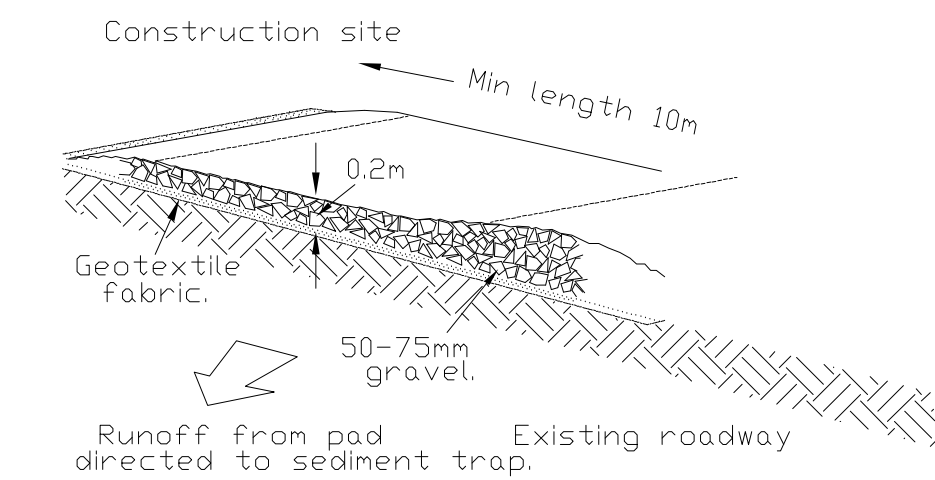 Construction site
Min length 10m
0.2m
Geotextile
fabric.
50-75mm
gravel.
Runoff from pad
directed to sediment trap.
Existing roadway